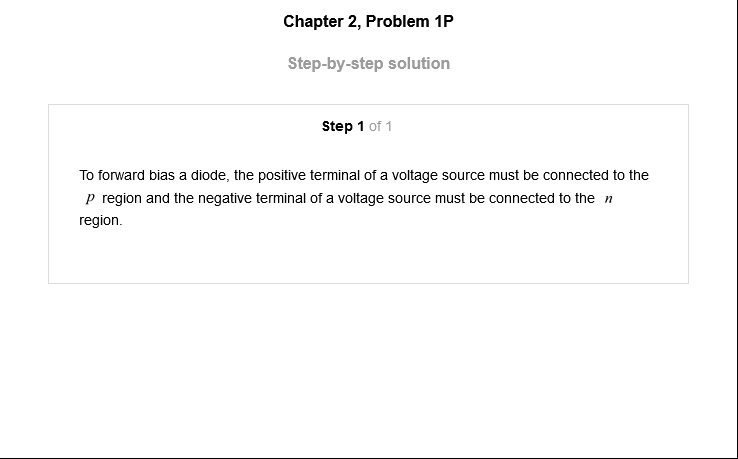 Chapter 2, Problem 1P
Step-by-step solution
Step 1 of 1
To forward bias a diode, the positive terminal of a voltage source must be connected to the
p region and the negative terminal of a voltage source must be connected to the n
region.